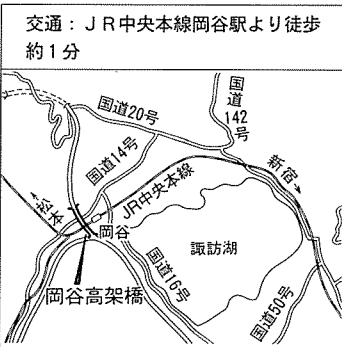 交通：ＪＲ中央本線岡谷駅より徒歩
約１分
国道20号
国道142号
国道14号
新宿
松本
JR中央本線
岡谷
諏訪湖
岡谷高架橋
国道16号
国道50号